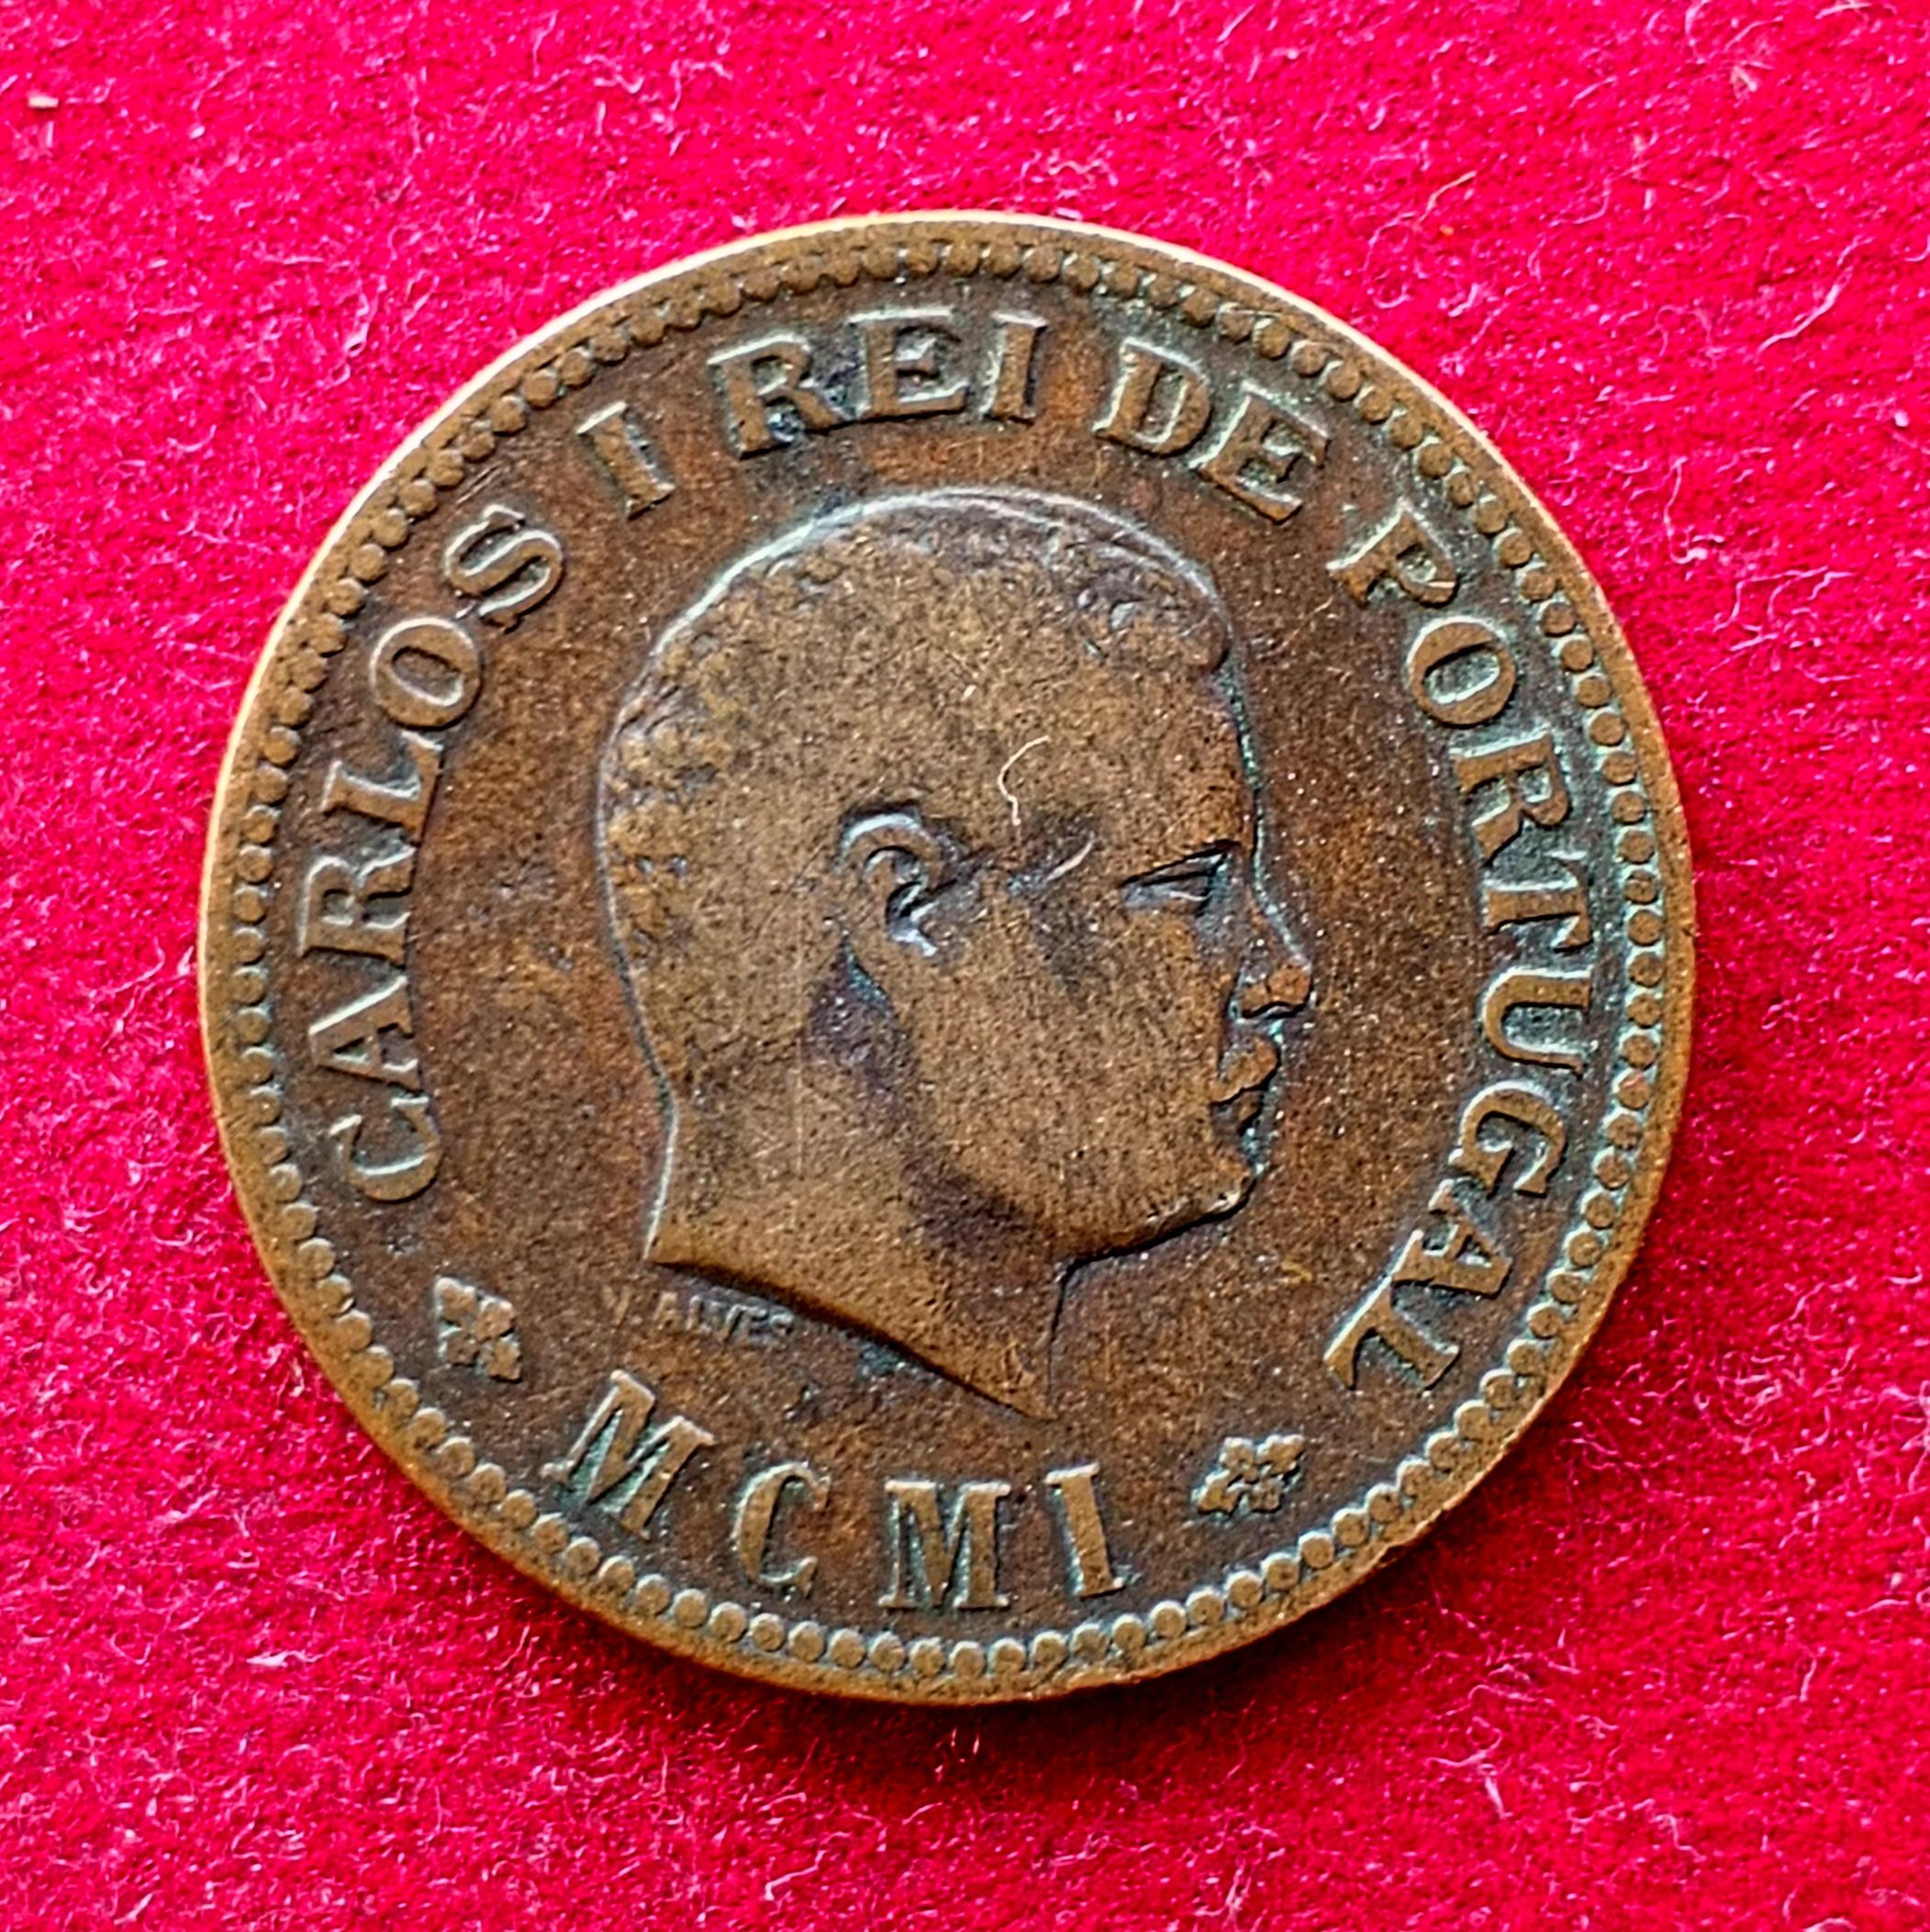 CARLOS I REI DE PORTUGAL
V. ALVES
MCMI